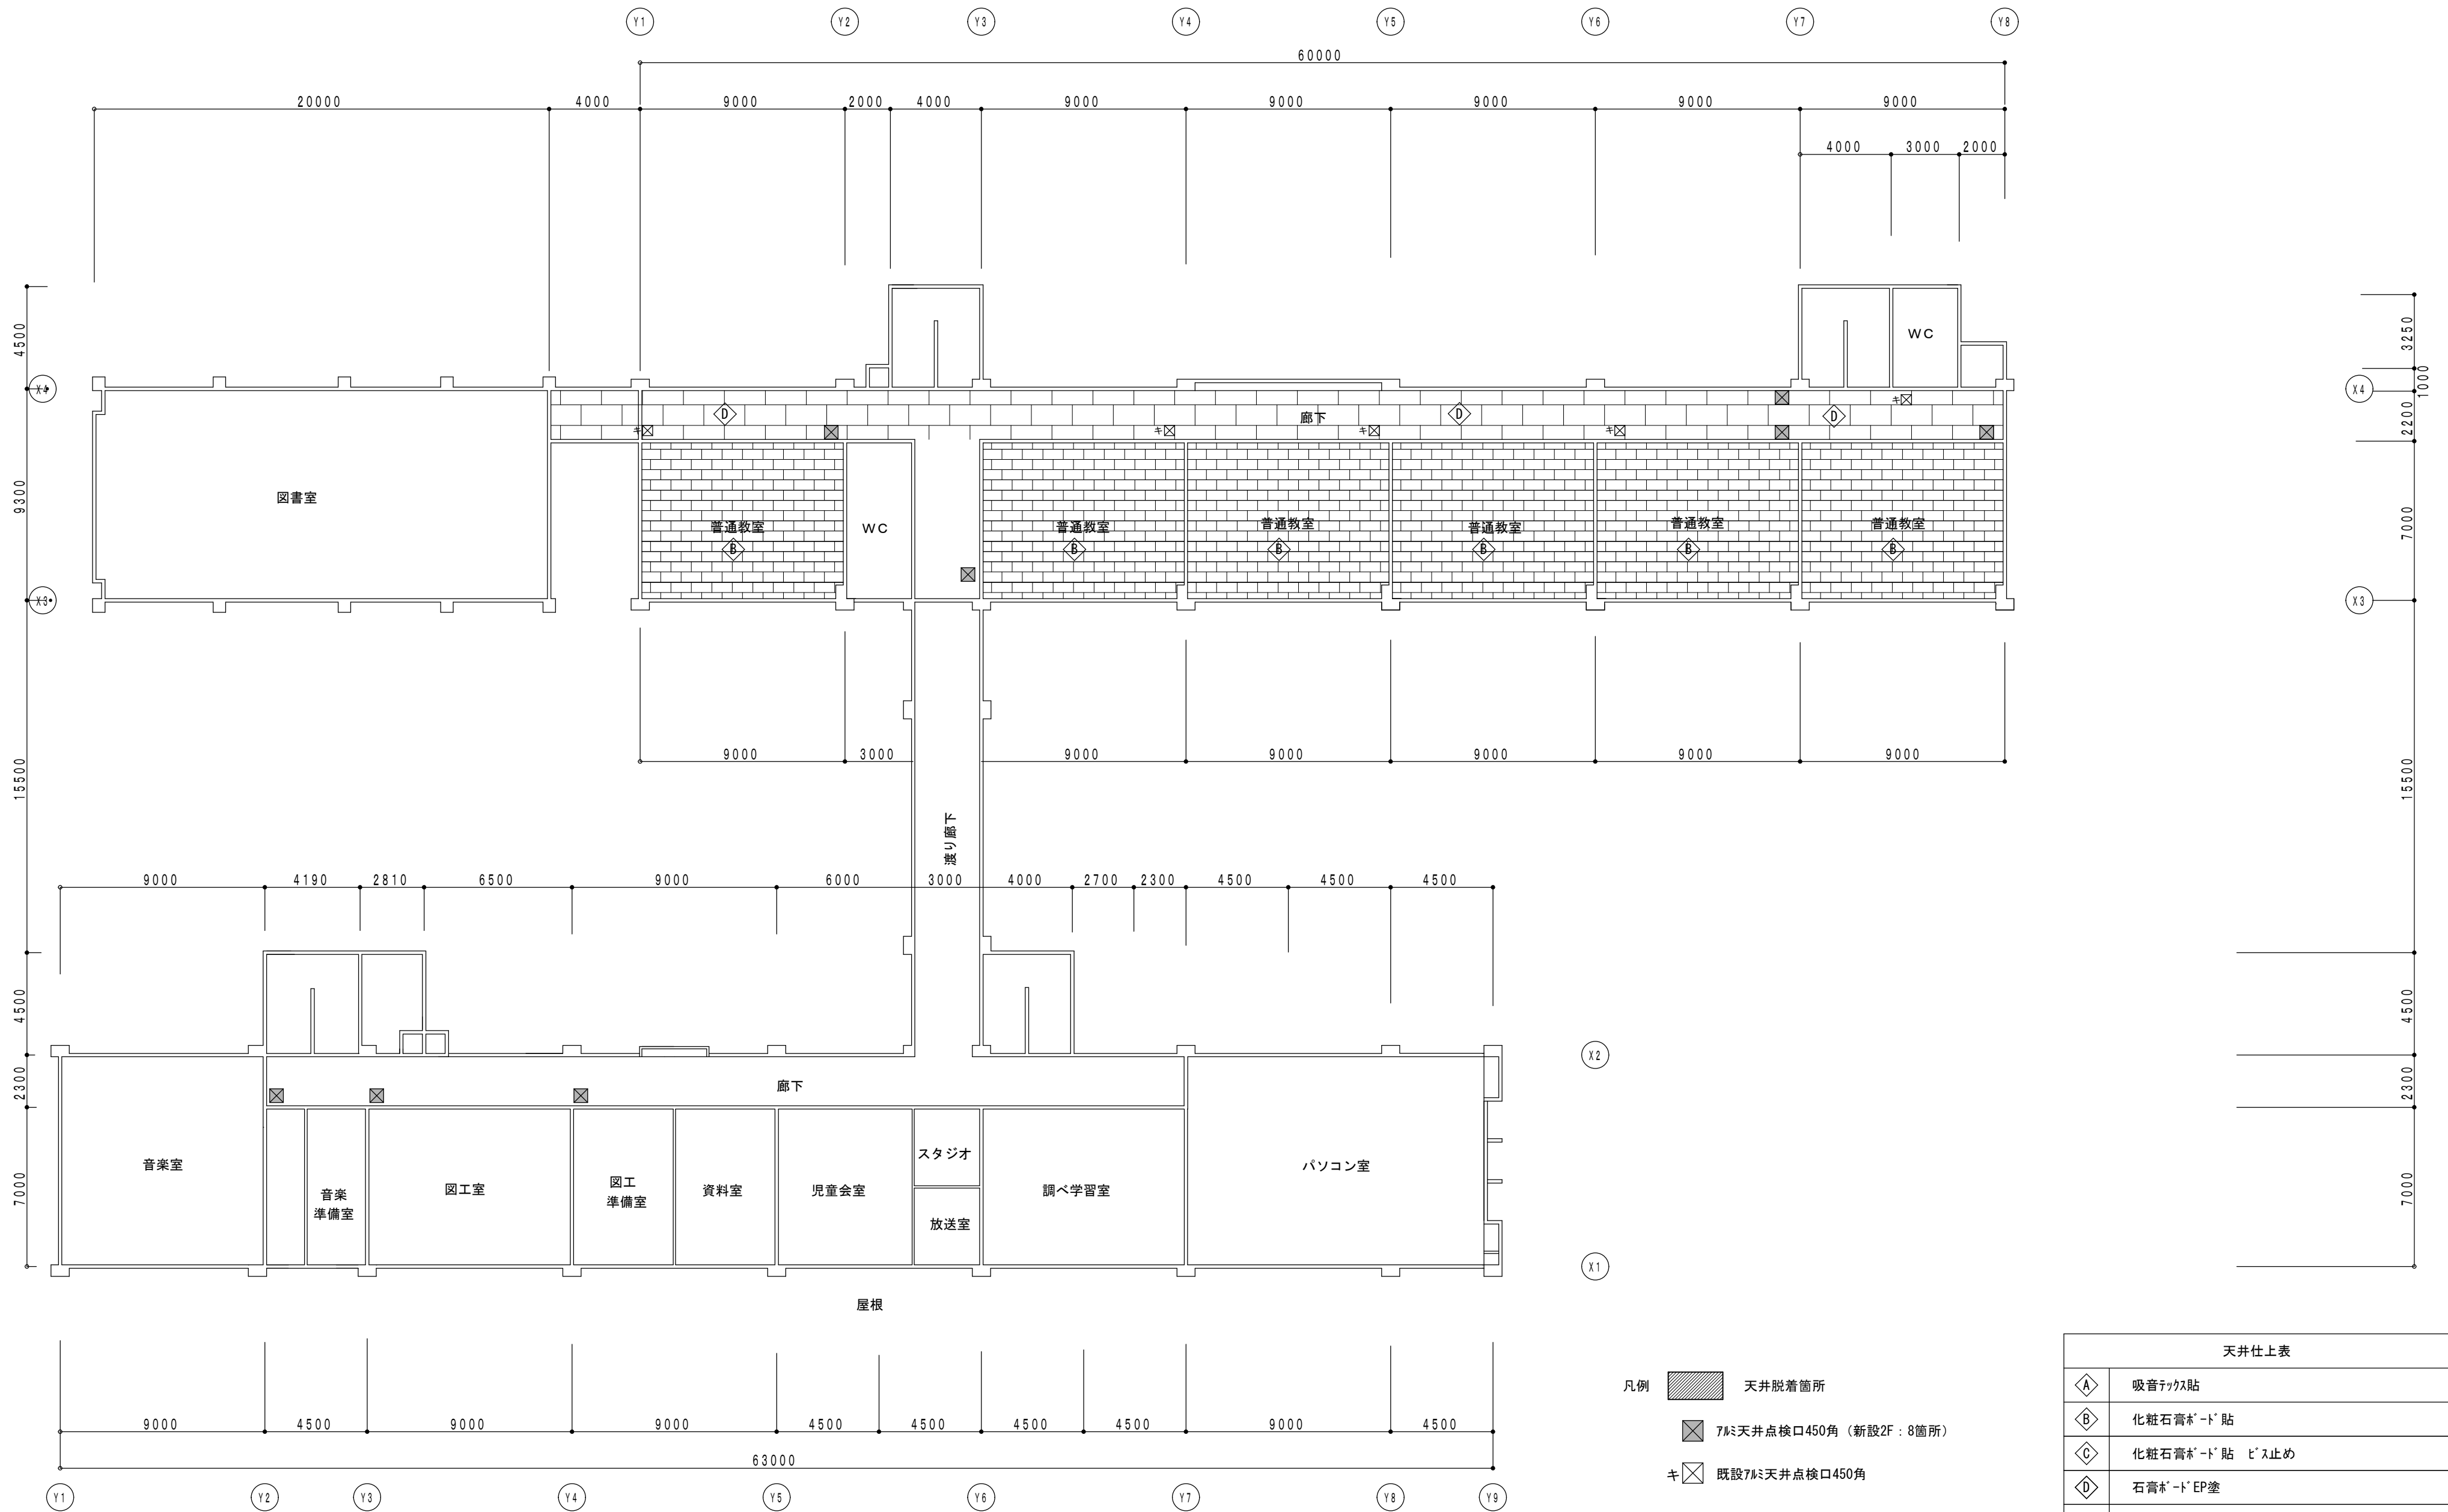 Y1 Y2 Y3 Y4 Y5 Y6 Y7 Y8
60000
20000 4000 9000 2000 4000 9000 9000 9000 9000 9000
4000 3000 2000
4500
9300
15500
4500
2300
7000
X4
X3
3250
1000
2200
7000
15500
4500
2300
7000
X4
X3
WC
D D 廊下 D
キ
キ キ キ キ
図書室
普通教室 WC 普通教室 普通教室 普通教室 普通教室 普通教室
B B B B B B
9000 3000 9000 9000 9000 9000 9000
渡り廊下
9000 4190 2810 6500 9000 6000 3000 4000 2700 2300 4500 4500 4500
X2
廊下
音楽室
音楽
準備室
図工室
図工
準備室
資料室
児童会室
スタジオ
放送室
調べ学習室
パソコン室
X1
屋根
9000 4500 9000 9000 4500 4500 4500 4500 9000 4500
63000
Y1 Y2 Y3 Y4 Y5 Y6 Y7 Y8 Y9
凡例 天井脱着箇所
ｱﾙﾐ天井点検口450角（新設2F：8箇所）
キ 既設ｱﾙﾐ天井点検口450角
天井仕上表
A 吸音ﾃｯｸｽ貼
B 化粧石膏ﾎﾞｰﾄﾞ貼
C 化粧石膏ﾎﾞｰﾄﾞ貼 ﾋﾞｽ止め
D 石膏ﾎﾞｰﾄﾞEP塗